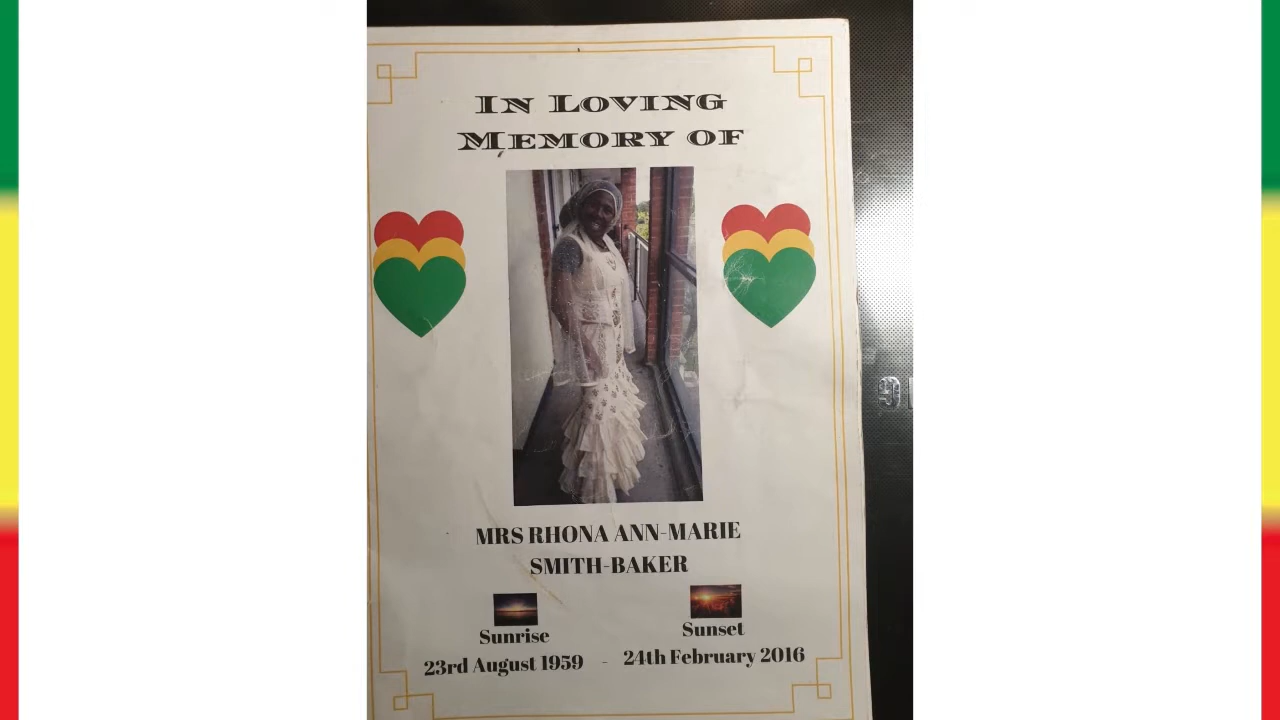 In Loving
Memory of
MRS RHONA ANN-MARIE
SMITH-BAKER
Sunrise
Sunset
23rd August 1959 - 24th February 2016